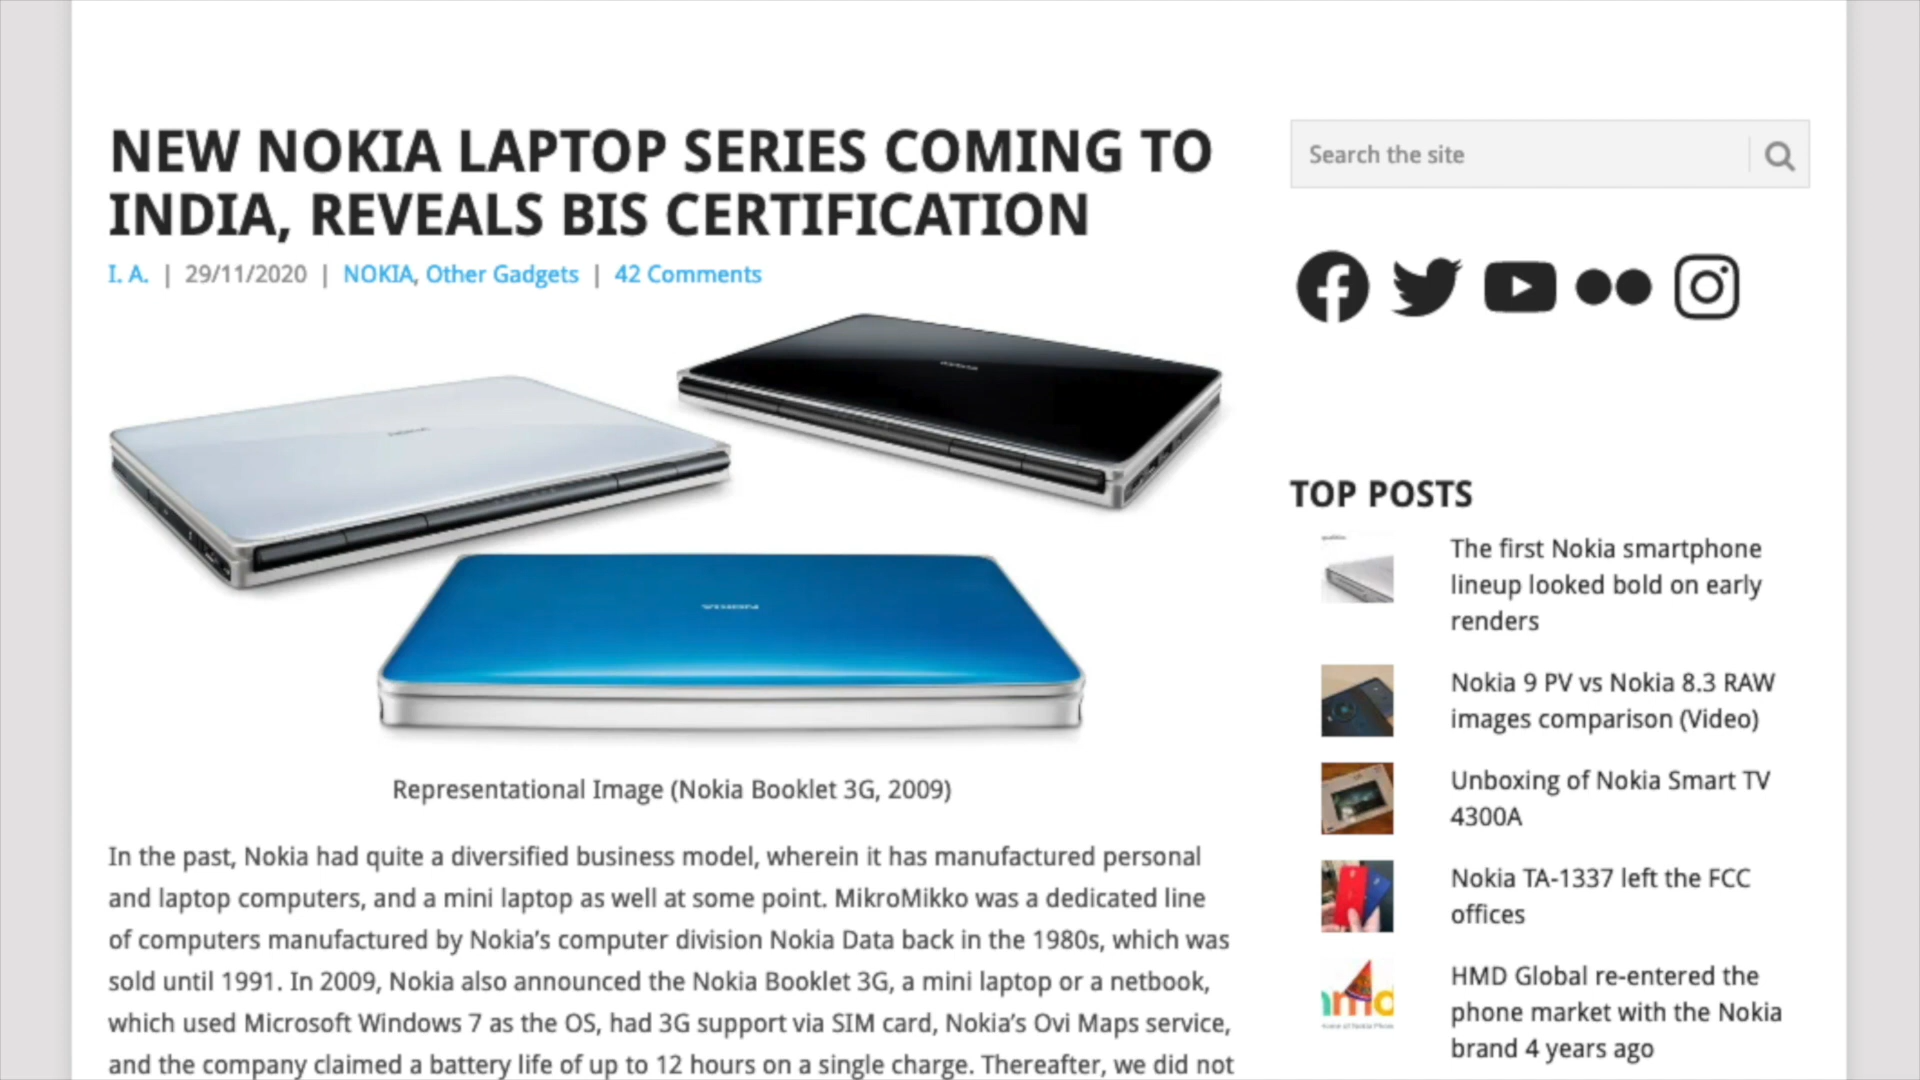 NEW NOKIA LAPTOP SERIES COMING TO
INDIA, REVEALS BIS CERTIFICATION
I. A. | 29/11/2020 | NOKIA, Other Gadgets | 42 Comments
NOKIA
Representational Image (Nokia Booklet 3G, 2009)
In the past, Nokia had quite a diversified business model, wherein it has manufactured personal
and laptop computers, and a mini laptop as well at some point. MikroMikko was a dedicated line
of computers manufactured by Nokia’s computer division Nokia Data back in the 1980s, which was
sold until 1991. In 2009, Nokia also announced the Nokia Booklet 3G, a mini laptop or a netbook,
which used Microsoft Windows 7 as the OS, had 3G support via SIM card, Nokia’s Ovi Maps service,
and the company claimed a battery life of up to 12 hours on a single charge. Thereafter, we did not
Search the site
TOP POSTS
The first Nokia smartphone
lineup looked bold on early
renders
Nokia 9 PV vs Nokia 8.3 RAW
images comparison (Video)
Unboxing of Nokia Smart TV
4300A
Nokia TA-1337 left the FCC
offices
HMD Global re-entered the
phone market with the Nokia
brand 4 years ago